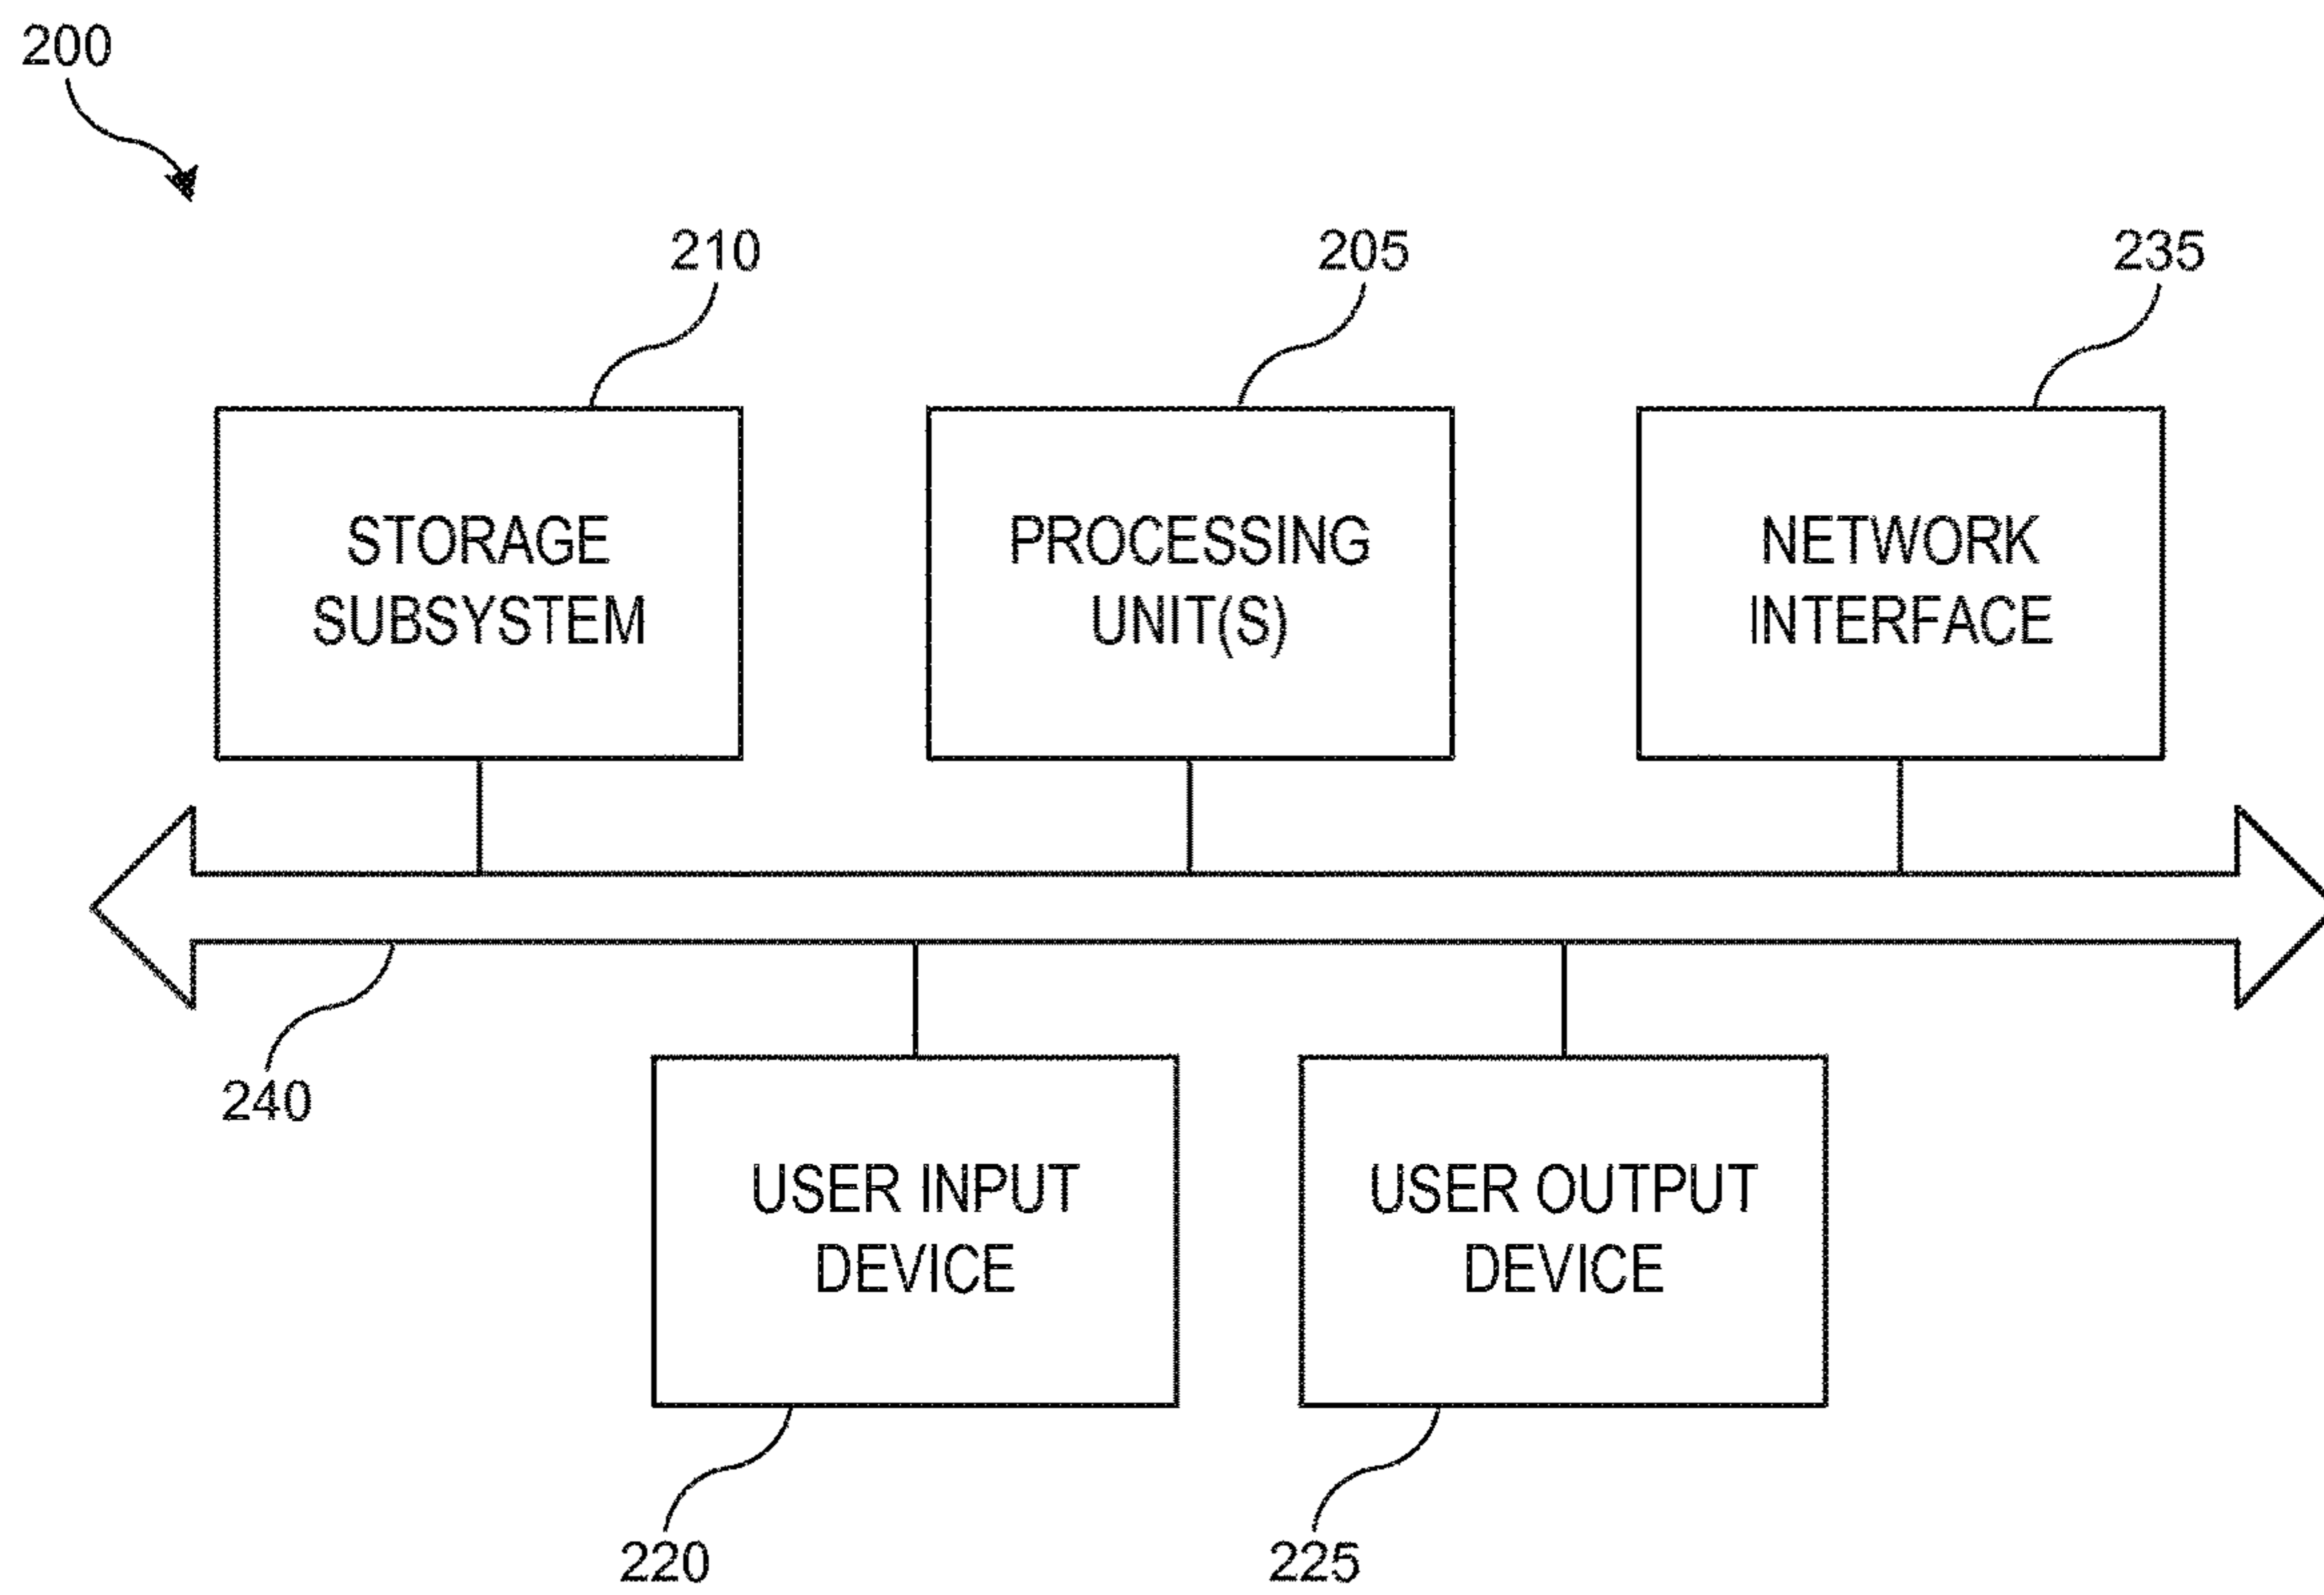 200
210
205
235
STORAGE
SUBSYSTEM
PROCESSING
UNIT(S)
NETWORK
INTERFACE
240
USER INPUT
DEVICE
USER OUTPUT
DEVICE
220
225